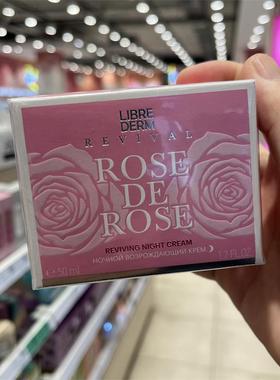 LIBRE
DERM
REVIVAL
ROSE
DE
ROSE
REVIVING NIGHT CREAM
НОЧНОЙ ВОЗРОЖДАЮЩИЙ КРЕМ
e 50 ml
1.7 FL. OZ